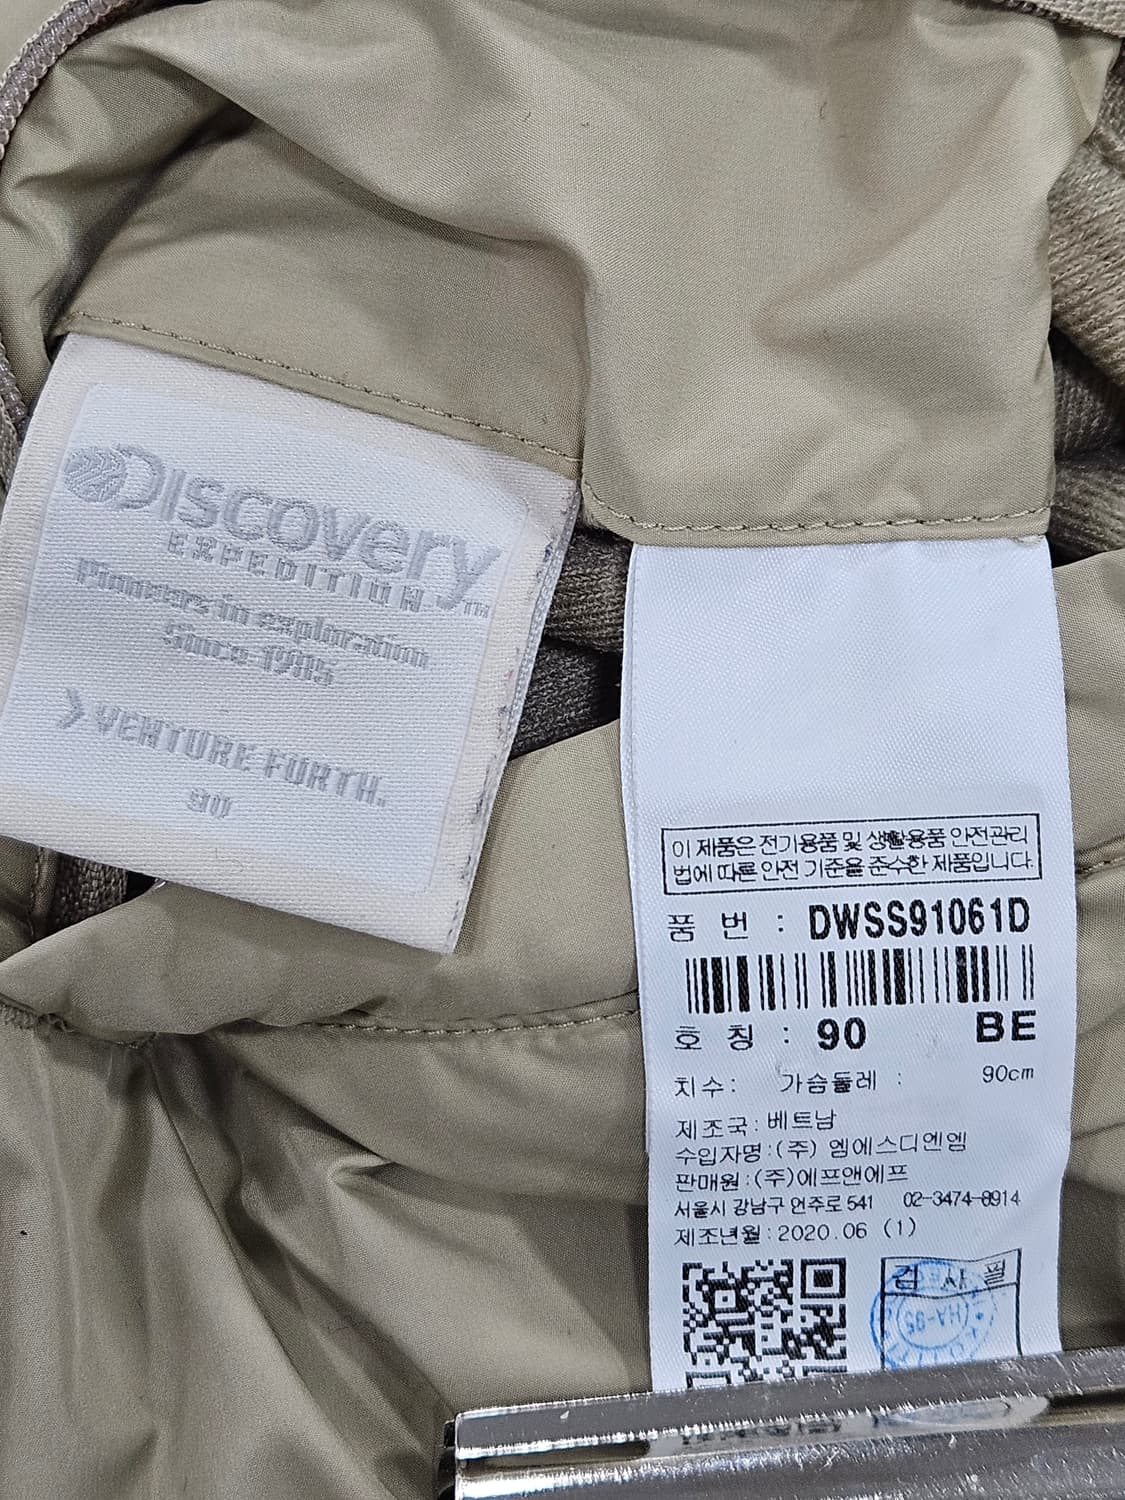 Discovery
EXPEDITION™
Pioneers in exploration
Since 1985
VENTURE FORTH.
90
이 제품은 전기용품 및 생활용품 안전관리
법에 따른 안전 기준을 준수한 제품입니다.
품 번 : DWSS91061D
호 칭 : 90 BE
치수: 가슴둘레 : 90cm
제조국: 베트남
수입자명:(주) 엠에스디엔엠
판매원:(주)에프앤에프
서울시 강남구 언주로 541 02-3474-8914
제조년월:2020.06 (1)
검 사 필
HA-95